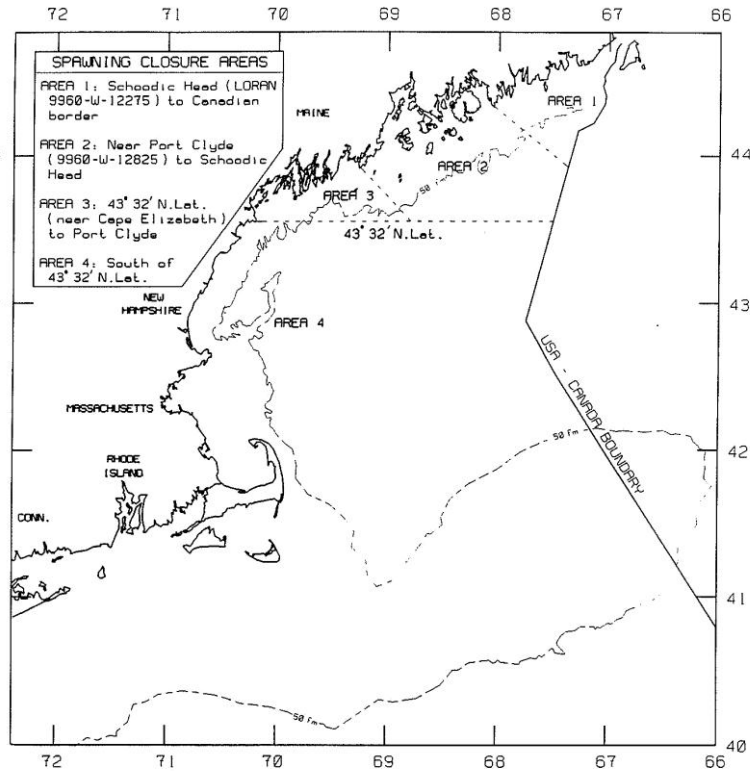 72 71 70 69 68 67 66
SPAWNING CLOSURE AREAS
AREA 1: Schoodic Head (LORAN
9960-W-12275) to Canadian
border
AREA 2: Near Port Clyde
(9960-W-12825) to Schoodic
Head
AREA 3: 43° 32' N.Lat.
(near Cape Elizabeth)
to Port Clyde
AREA 4: South of
43° 32' N.Lat.
MAINE
AREA 1
AREA 2
50
AREA 3
43° 32' N.Lat.
44
NEW
HAMPSHIRE
AREA 4
43
USA - CANADA BOUNDARY
MASSACHUSETTS
50 fm
42
RHODE
ISLAND
CONN.
41
50 fm
40
72 71 70 69 68 67 66